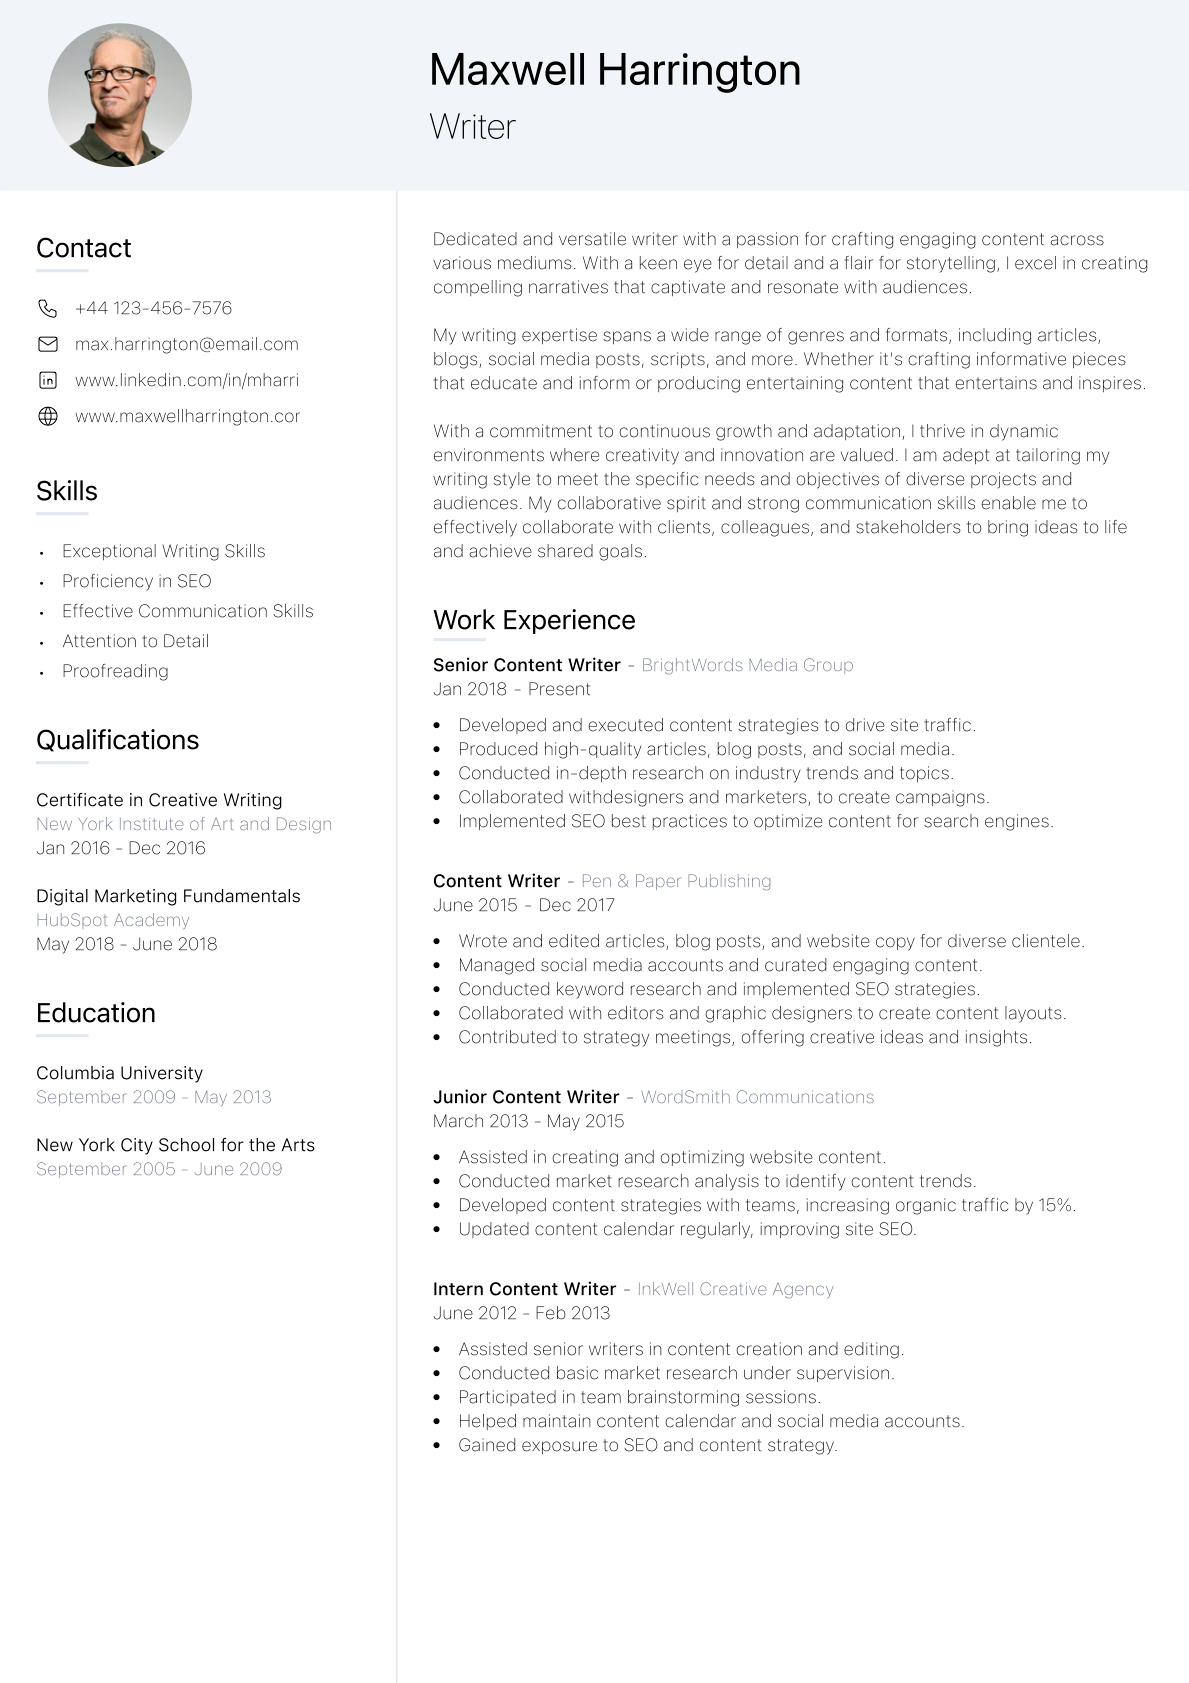 Maxwell Harrington
Writer
Contact
+44 123-456-7576
max.harrington@email.com
www.linkedin.com/in/mharri
www.maxwellharrington.cor
Skills
• Exceptional Writing Skills
• Proficiency in SEO
• Effective Communication Skills
• Attention to Detail
• Proofreading
Qualifications
Certificate in Creative Writing
New York Institute of Art and Design
Jan 2016 - Dec 2016
Digital Marketing Fundamentals
HubSpot Academy
May 2018 - June 2018
Education
Columbia University
September 2009 - May 2013
New York City School for the Arts
September 2005 - June 2009
Dedicated and versatile writer with a passion for crafting engaging content across
various mediums. With a keen eye for detail and a flair for storytelling, I excel in creating
compelling narratives that captivate and resonate with audiences.
My writing expertise spans a wide range of genres and formats, including articles,
blogs, social media posts, scripts, and more. Whether it's crafting informative pieces
that educate and inform or producing entertaining content that entertains and inspires.
With a commitment to continuous growth and adaptation, I thrive in dynamic
environments where creativity and innovation are valued. I am adept at tailoring my
writing style to meet the specific needs and objectives of diverse projects and
audiences. My collaborative spirit and strong communication skills enable me to
effectively collaborate with clients, colleagues, and stakeholders to bring ideas to life
and achieve shared goals.
Work Experience
Senior Content Writer - BrightWords Media Group
Jan 2018 - Present
• Developed and executed content strategies to drive site traffic.
• Produced high-quality articles, blog posts, and social media.
• Conducted in-depth research on industry trends and topics.
• Collaborated withdesigners and marketers, to create campaigns.
• Implemented SEO best practices to optimize content for search engines.
Content Writer - Pen & Paper Publishing
June 2015 - Dec 2017
• Wrote and edited articles, blog posts, and website copy for diverse clientele.
• Managed social media accounts and curated engaging content.
• Conducted keyword research and implemented SEO strategies.
• Collaborated with editors and graphic designers to create content layouts.
• Contributed to strategy meetings, offering creative ideas and insights.
Junior Content Writer - WordSmith Communications
March 2013 - May 2015
• Assisted in creating and optimizing website content.
• Conducted market research analysis to identify content trends.
• Developed content strategies with teams, increasing organic traffic by 15%.
• Updated content calendar regularly, improving site SEO.
Intern Content Writer - InkWell Creative Agency
June 2012 - Feb 2013
• Assisted senior writers in content creation and editing.
• Conducted basic market research under supervision.
• Participated in team brainstorming sessions.
• Helped maintain content calendar and social media accounts.
• Gained exposure to SEO and content strategy.